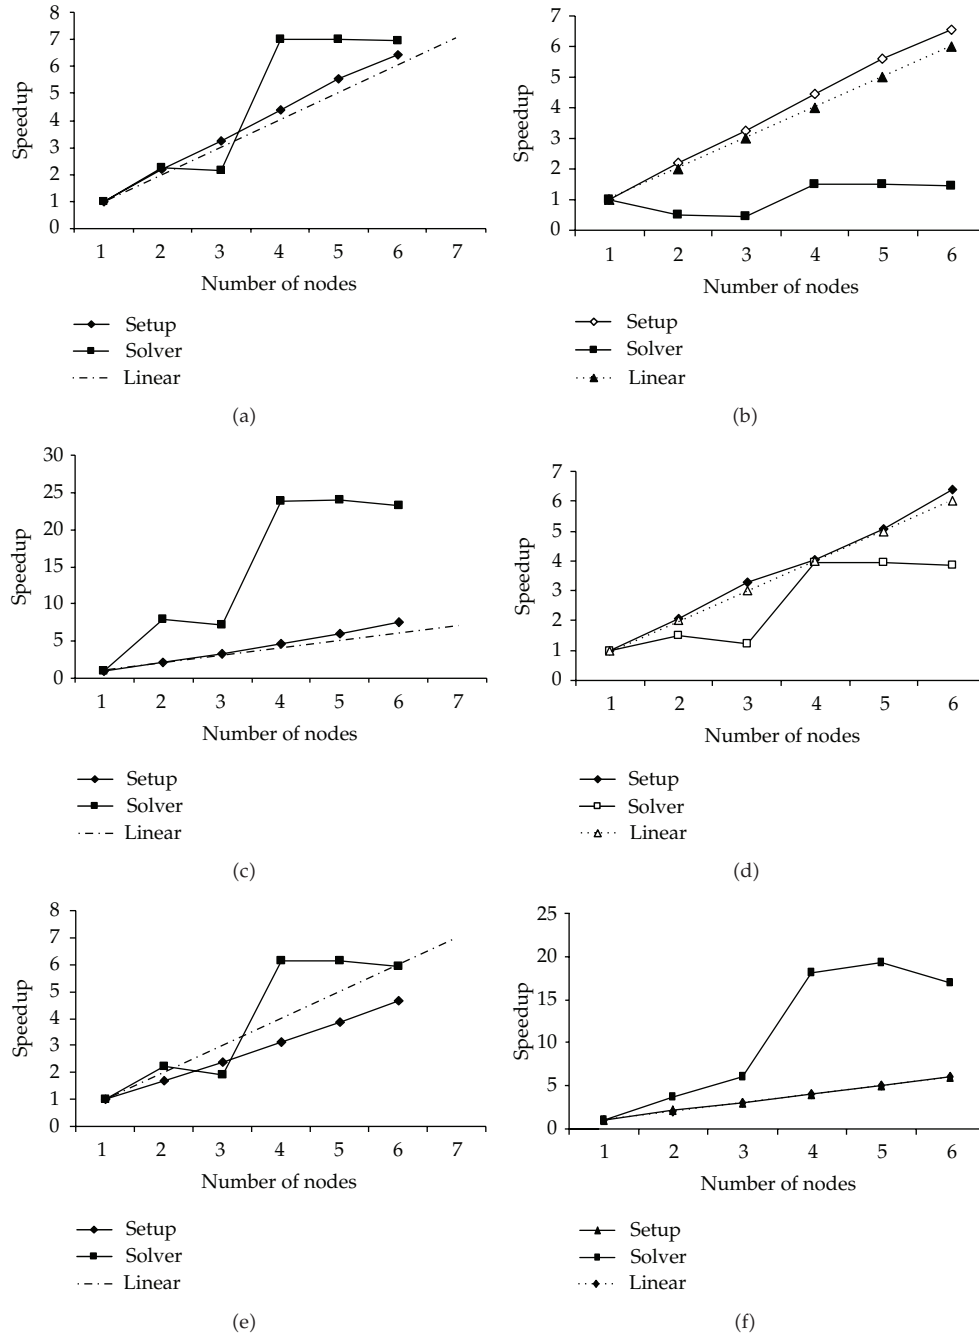 8
7
6
5
4
3
2
1
0
Speedup
1 2 3 4 5 6 7
Number of nodes
Setup
Solver
Linear
(a)
7
6
5
4
3
2
1
0
Speedup
1 2 3 4 5 6
Number of nodes
Setup
Solver
Linear
(b)
30
25
20
15
10
5
0
Speedup
1 2 3 4 5 6 7
Number of nodes
Setup
Solver
Linear
(c)
7
6
5
4
3
2
1
0
Speedup
1 2 3 4 5 6
Number of nodes
Setup
Solver
Linear
(d)
8
7
6
5
4
3
2
1
0
Speedup
1 2 3 4 5 6 7
Number of nodes
Setup
Solver
Linear
(e)
25
20
15
10
5
0
Speedup
1 2 3 4 5 6
Number of nodes
Setup
Solver
Linear
(f)